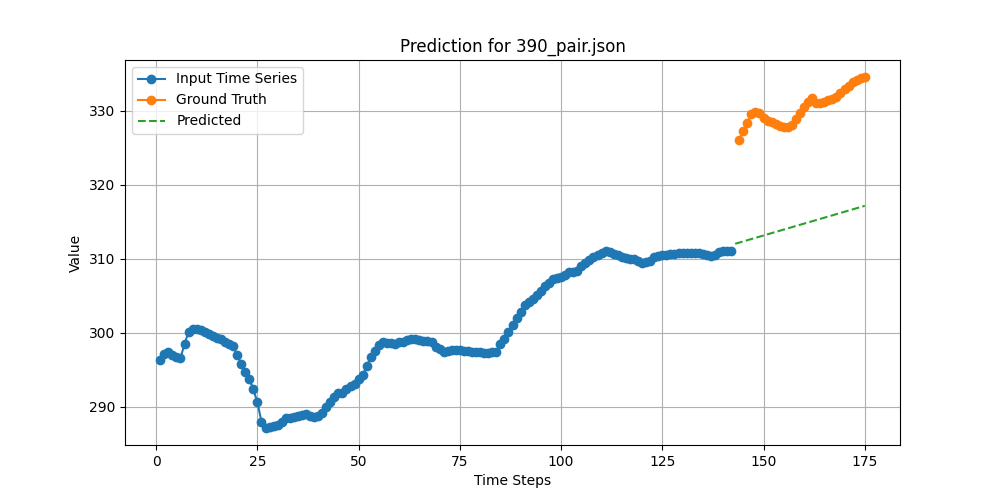 Prediction for 390_pair.json
Input Time Series
Ground Truth
Predicted
330
320
310
300
290
Value
0 25 50 75 100 125 150 175
Time Steps